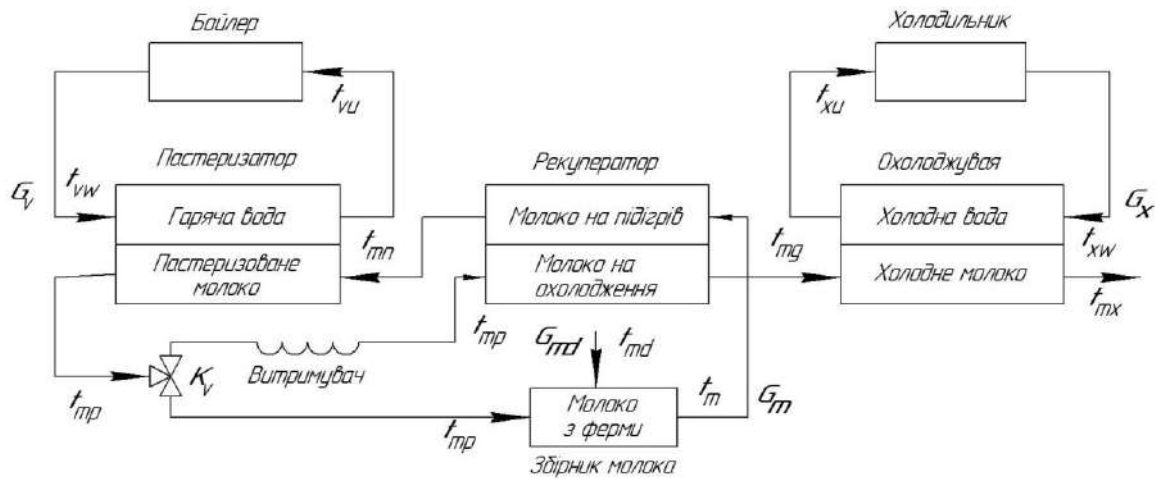 Бойлер
Холодильник
t_vu
t_xu
Пастеризатор
Рекуператор
Охолоджувая
G_v
t_vw
Гаряча вода
Молоко на підігрів
Холодна вода
G_x
t_mn
t_mg
t_xw
Пастеризоване
молоко
Молоко на
охолодження
Холодне молоко
t_mx
t_mp
G_md
t_md
K_v
Витримувач
t_mp
t_mp
Молоко
з ферми
t_m
G_m
Збірник молока